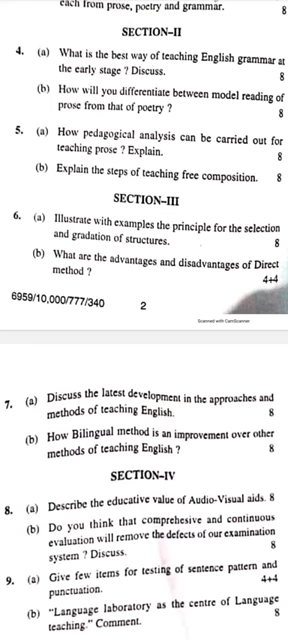 each from prose, poetry and grammar. 8
SECTION–II
4. (a) What is the best way of teaching English grammar at
the early stage ? Discuss. 8
(b) How will you differentiate between model reading of
prose from that of poetry ? 8
5. (a) How pedagogical analysis can be carried out for
teaching prose ? Explain. 8
(b) Explain the steps of teaching free composition. 8
SECTION–III
6. (a) Illustrate with examples the principle for the selection
and gradation of structures. 8
(b) What are the advantages and disadvantages of Direct
method ? 4+4
6959/10,000/777/340 2
Scanned with CamScanner
7. (a) Discuss the latest development in the approaches and
methods of teaching English. 8
(b) How Bilingual method is an improvement over other
methods of teaching English ? 8
SECTION–IV
8. (a) Describe the educative value of Audio-Visual aids. 8
(b) Do you think that comprehesive and continuous
evaluation will remove the defects of our examination
system ? Discuss. 8
9. (a) Give few items for testing of sentence pattern and
punctuation. 4+4
(b) “Language laboratory as the centre of Language
teaching.” Comment. 8